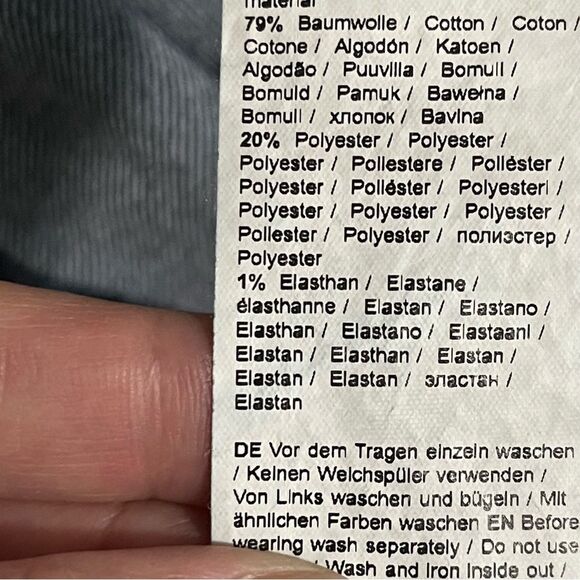 material
79% Baumwolle / Cotton / Coton /
Cotone / Algodón / Katoen /
Algodão / Puuvilla / Bomull /
Bomuld / Pamuk / Bawełna /
Bomull / хлопок / Bavlna
20% Polyester / Polyester /
Polyester / Poliestere / Poliéster /
Polyester / Poliéster / Polyesteri /
Polyester / Polyester / Polyester /
Poliester / Polyester / полиэстер /
Polyester
1% Elasthan / Elastane /
élasthanne / Elastan / Elastano /
Elasthan / Elastano / Elastaani /
Elastan / Elasthan / Elastan /
Elastan / Elastan / эластан /
Elastan
DE Vor dem Tragen einzeln waschen
/ Keinen Weichspüler verwenden /
Von Links waschen und bügeln / Mit
ähnlichen Farben waschen EN Before
wearing wash separately / Do not use
/ Wash and iron inside out /